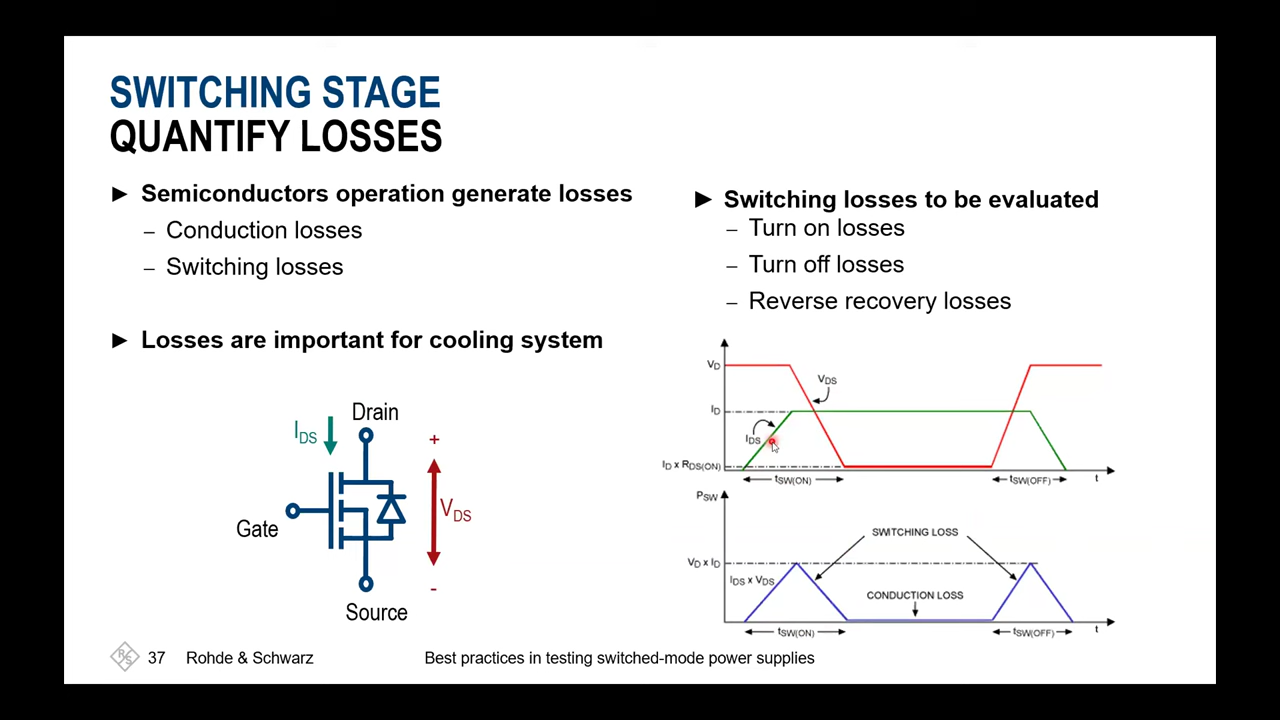 SWITCHING STAGE
QUANTIFY LOSSES
► Semiconductors operation generate losses
– Conduction losses
– Switching losses
► Losses are important for cooling system
Drain
IDS
+
VDS
Gate
-
Source
► Switching losses to be evaluated
– Turn on losses
– Turn off losses
– Reverse recovery losses
VD
VDS
ID
IDS
ID x RDS(ON)
tSW(ON)
tSW(OFF)
t
PSW
SWITCHING LOSS
VD x ID
IDS x VDS
CONDUCTION LOSS
tSW(ON)
tSW(OFF)
t
RS
37 Rohde & Schwarz
Best practices in testing switched-mode power supplies